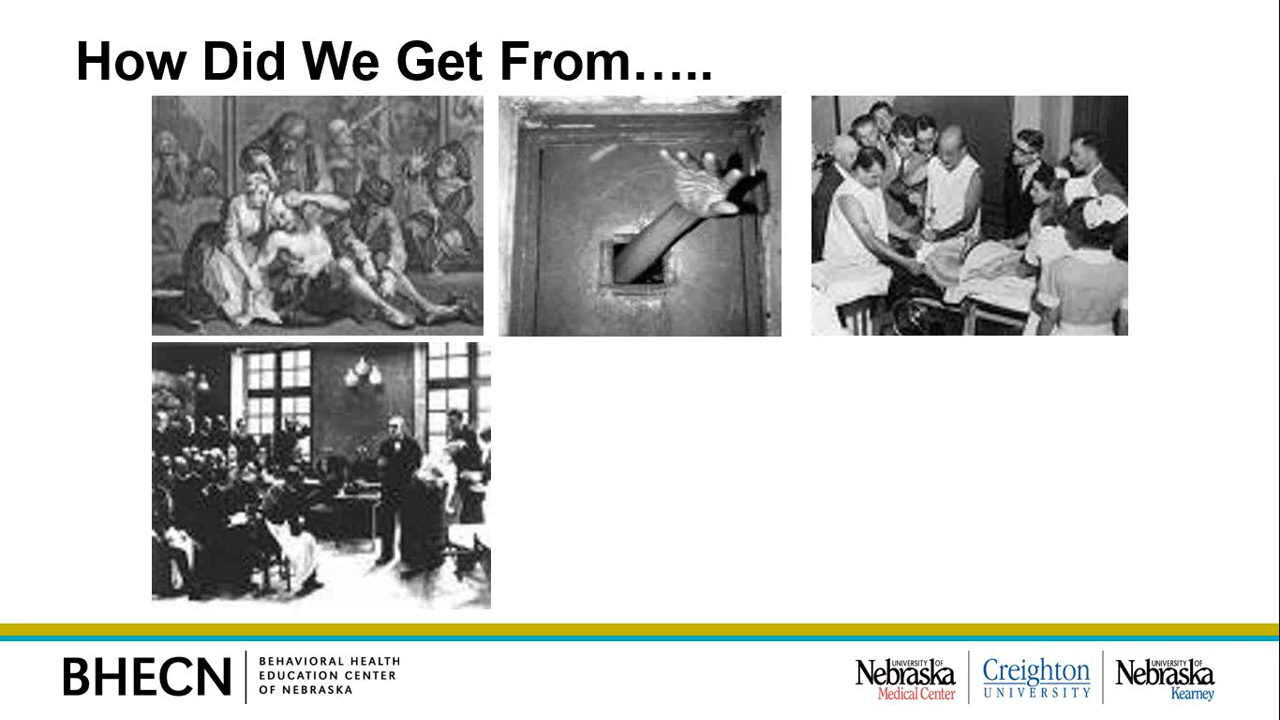 How Did We Get From…..
BHECN
BEHAVIORAL HEALTH
EDUCATION CENTER
OF NEBRASKA
UNIVERSITY OF
Nebraska
Medical Center
Creighton
UNIVERSITY
UNIVERSITY OF
Nebraska
Kearney